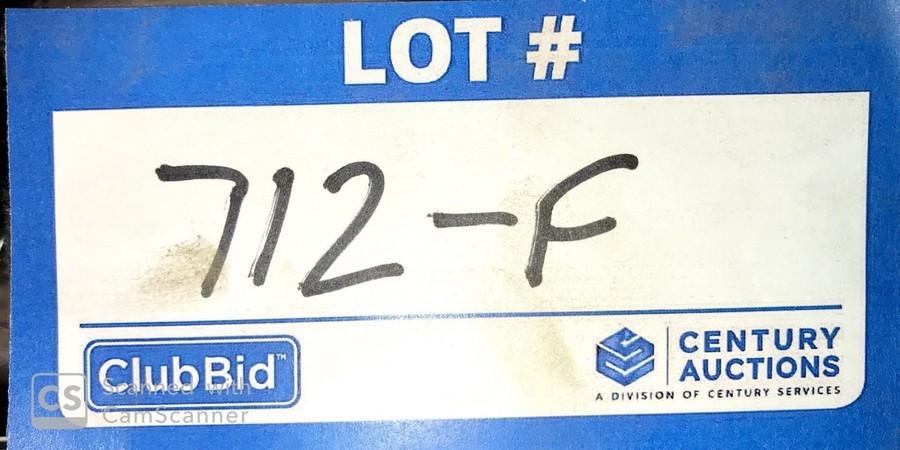 LOT #
712-F
ClubBid™
CENTURY
AUCTIONS
A DIVISION OF CENTURY SERVICES
CS Scanned with
CamScanner